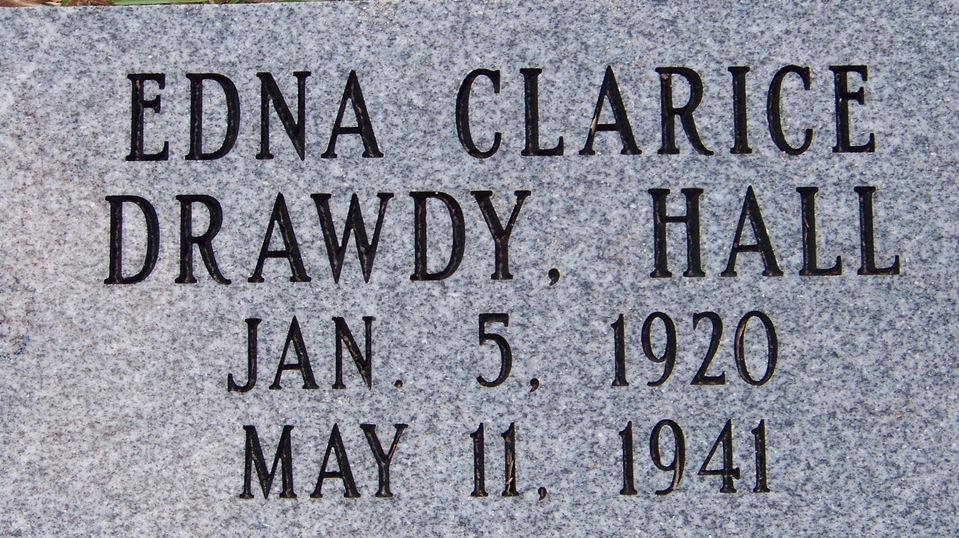 EDNA CLARICE
DRAWDY, HALL
JAN. 5, 1920
MAY 11, 1941